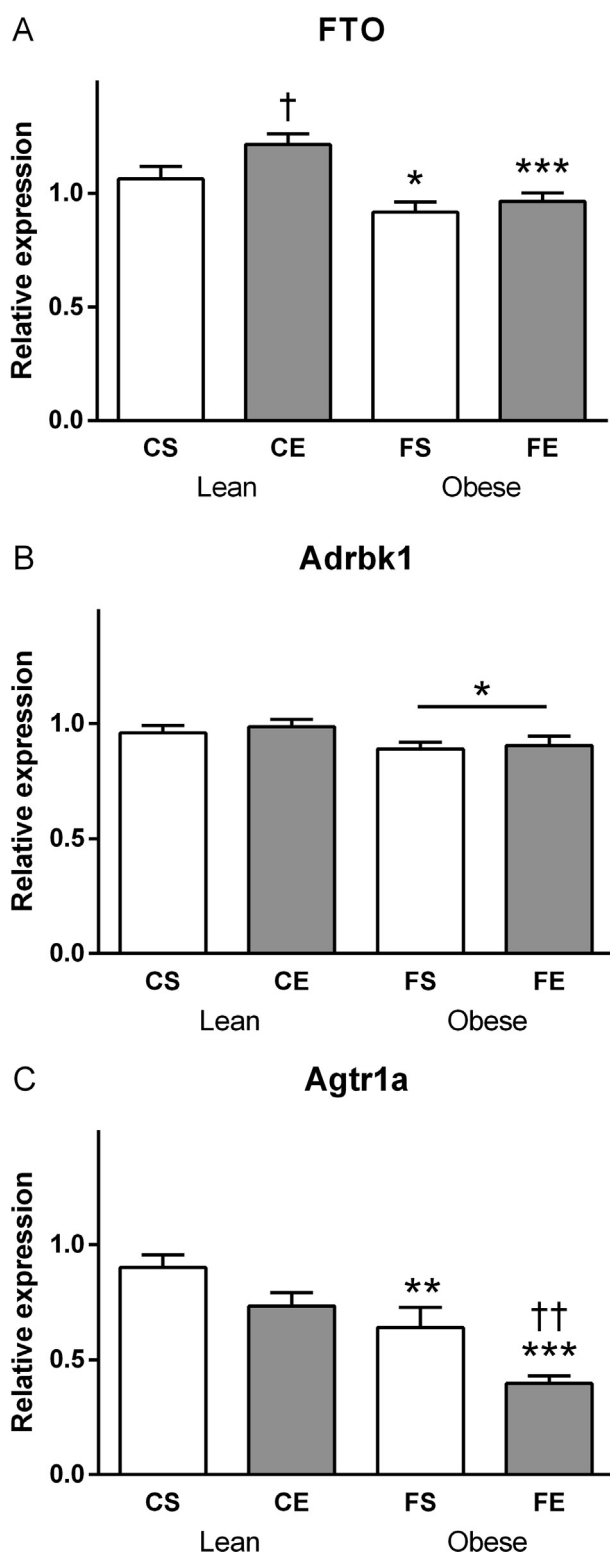 A
FTO
Relative expression
†
*
***
1.0
0.5
0.0
CS CE FS FE
Lean Obese
B
Adrbk1
Relative expression
*
1.0
0.5
0.0
CS CE FS FE
Lean Obese
C
Agtr1a
Relative expression
1.0
**
††
***
0.5
0.0
CS CE FS FE
Lean Obese